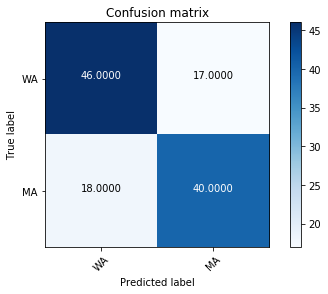 Confusion matrix
WA
46.0000
17.0000
MA
18.0000
40.0000
True label
WA
MA
Predicted label
45
40
35
30
25
20